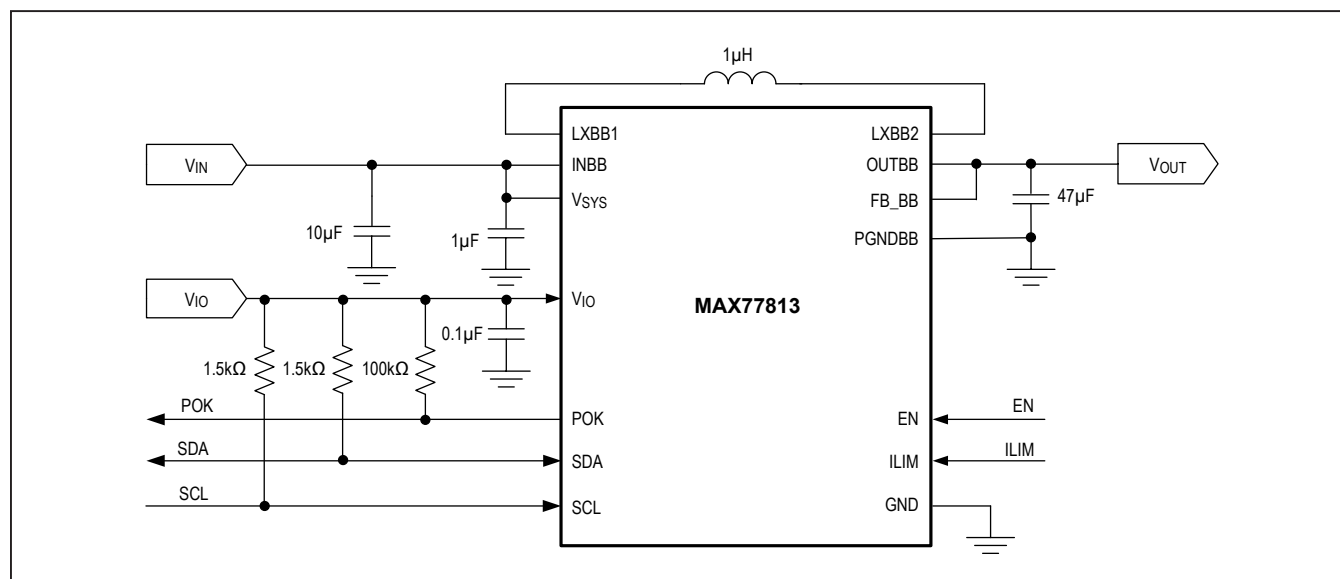 1µH
LXBB1
LXBB2
VIN
INBB
OUTBB
VOUT
VSYS
FB_BB
47µF
10µF
1µF
PGNDBB
VIO
VIO
MAX77813
0.1µF
1.5kΩ
1.5kΩ
100kΩ
POK
POK
EN
EN
SDA
SDA
ILIM
ILIM
SCL
SCL
GND